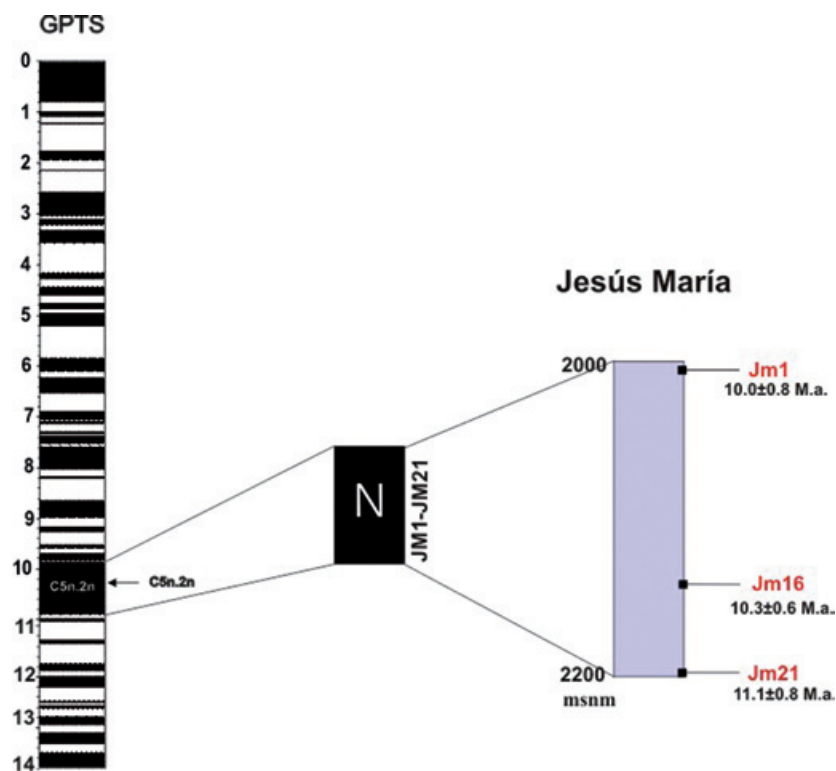 GPTS
0
1
2
3
4
5
6
7
8
9
10
11
12
13
14
C5n.2n
C5n.2n
N
JM1-JM21
Jesús María
2000
Jm1
10.0±0.8 M.a.
Jm16
10.3±0.6 M.a.
2200
msnm
Jm21
11.1±0.8 M.a.